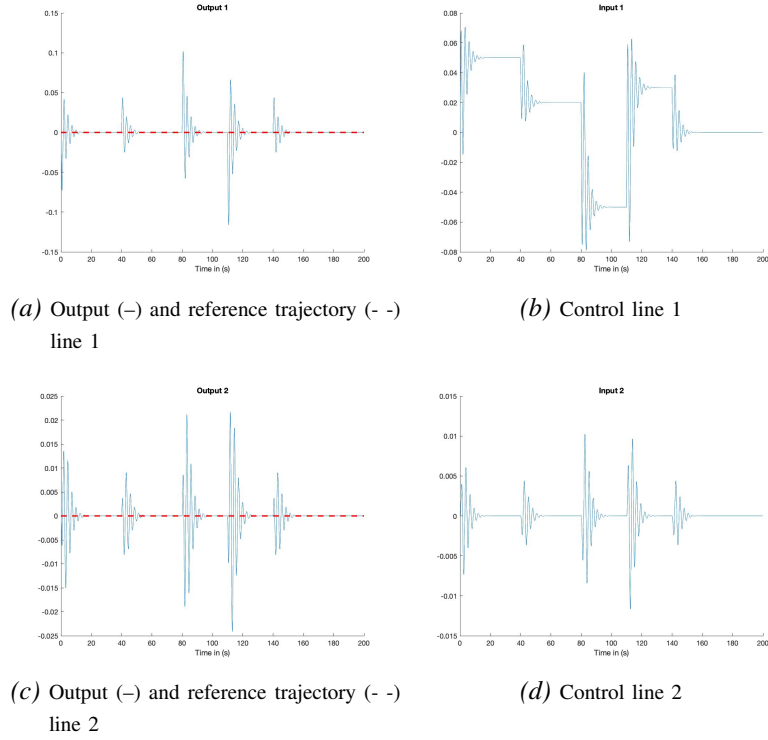 Output 1
0.15
0.1
0.05
0
-0.05
-0.1
-0.15
0 20 40 60 80 100 120 140 160 180 200
Time in (s)
(a) Output (–) and reference trajectory (- -)
line 1
Input 1
0.08
0.06
0.04
0.02
0
-0.02
-0.04
-0.06
-0.08
0 20 40 60 80 100 120 140 160 180 200
Time in (s)
(b) Control line 1
Output 2
0.025
0.02
0.015
0.01
0.005
0
-0.005
-0.01
-0.015
-0.02
-0.025
0 20 40 60 80 100 120 140 160 180 200
Time in (s)
(c) Output (–) and reference trajectory (- -)
line 2
Input 2
0.015
0.01
0.005
0
-0.005
-0.01
-0.015
0 20 40 60 80 100 120 140 160 180 200
Time in (s)
(d) Control line 2